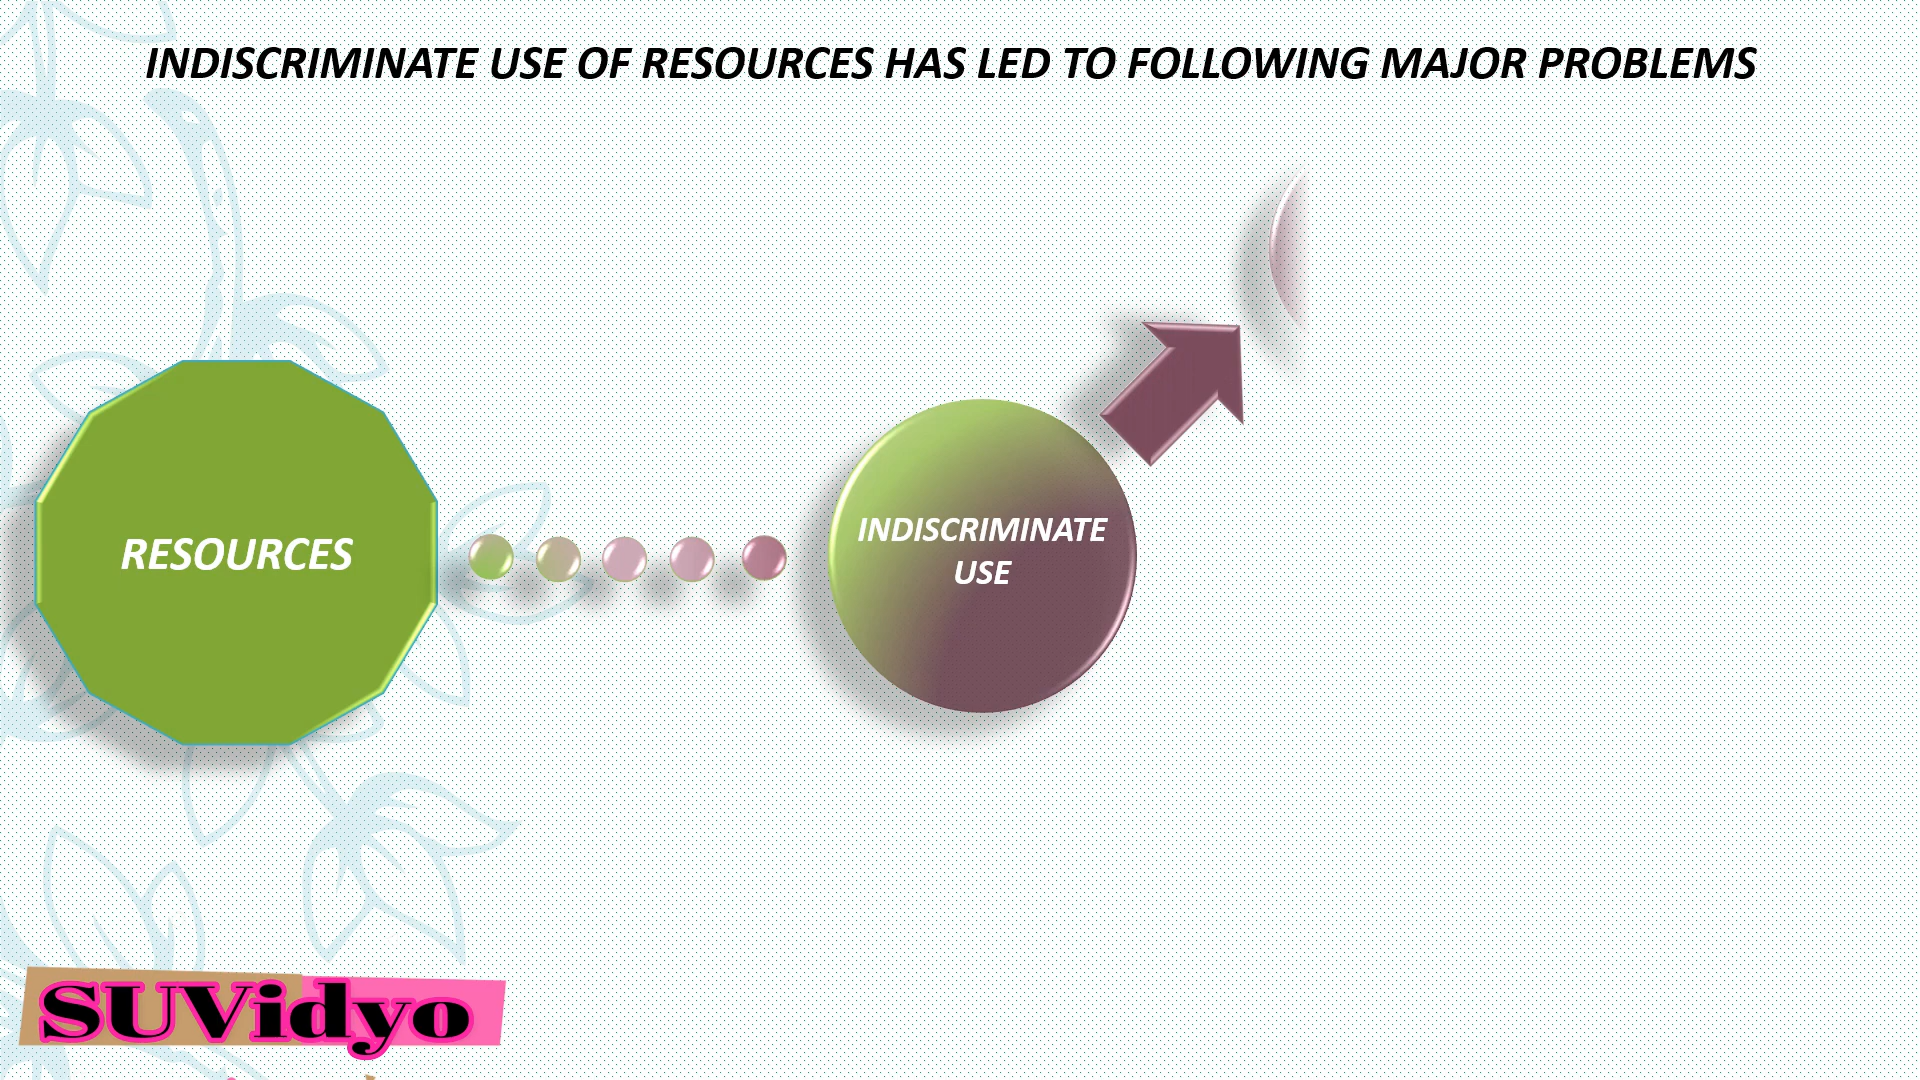 INDISCRIMINATE USE OF RESOURCES HAS LED TO FOLLOWING MAJOR PROBLEMS
RESOURCES
INDISCRIMINATE
USE
SUVidyo